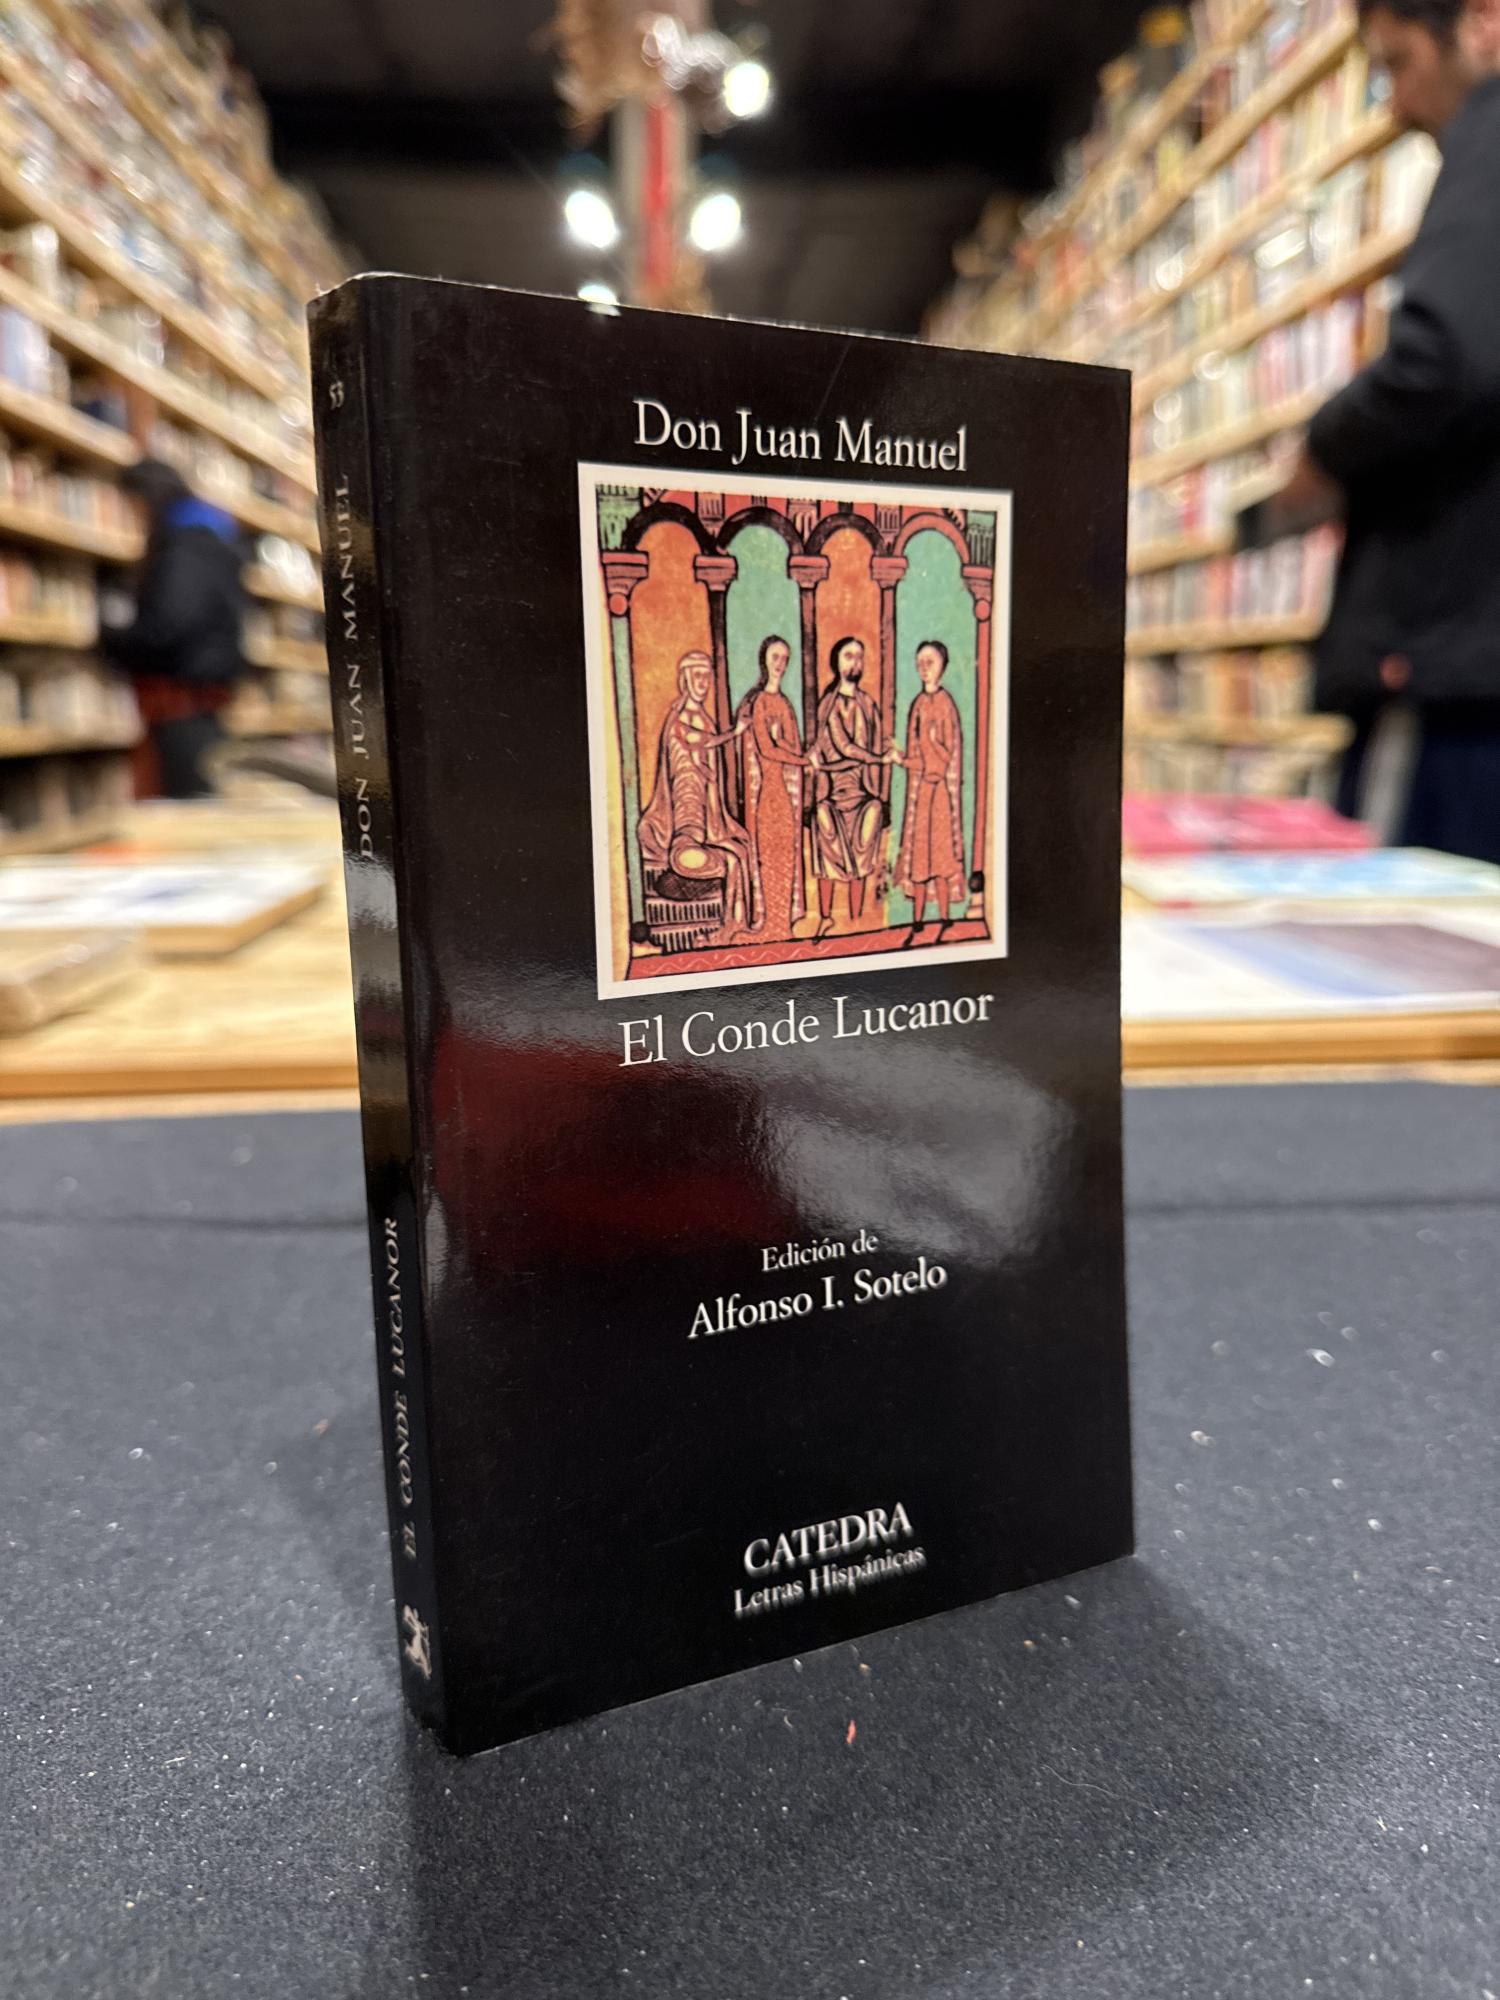 Don Juan Manuel
El Conde Lucanor
Edición de
Alfonso I. Sotelo
CATEDRA
Letras Hispánicas
53
DON JUAN MANUEL
EL CONDE LUCANOR